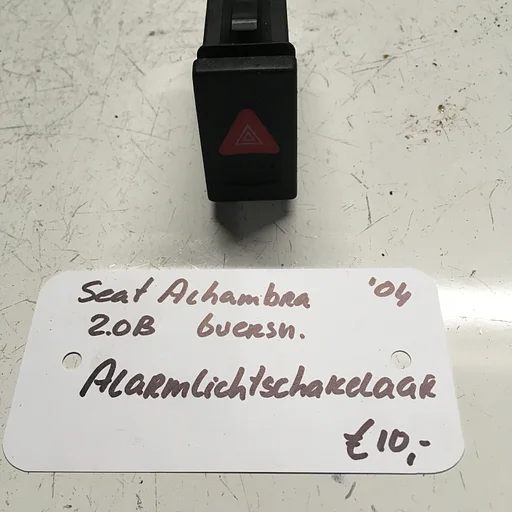 Seat Alhambra '04
2.0B 6versn.
Alarmlichtschakelaar
€10,-